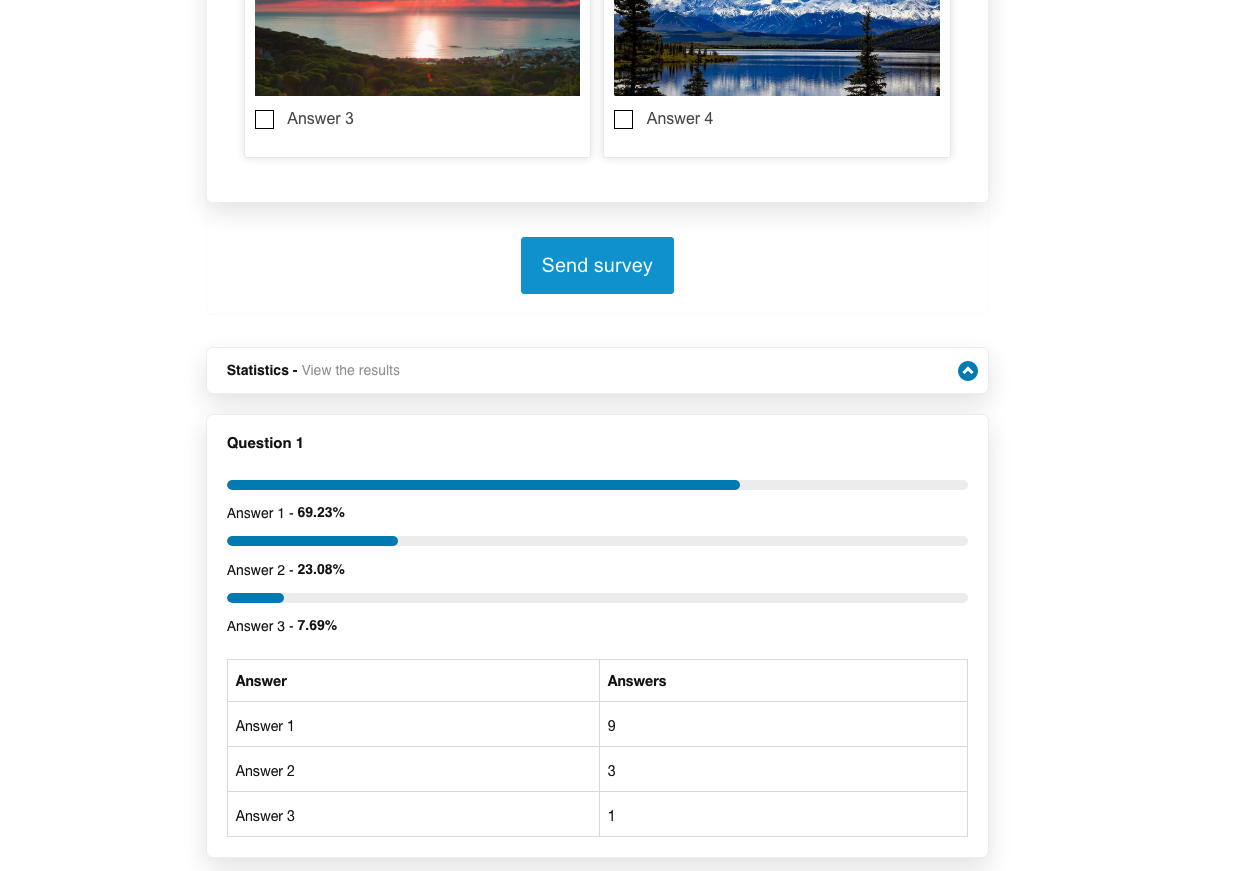 Answer 3
Answer 4
Send survey
Statistics - View the results
Question 1
Answer 1 - 69.23%
Answer 2 - 23.08%
Answer 3 - 7.69%
Answer Answers
Answer 1 9
Answer 2 3
Answer 3 1